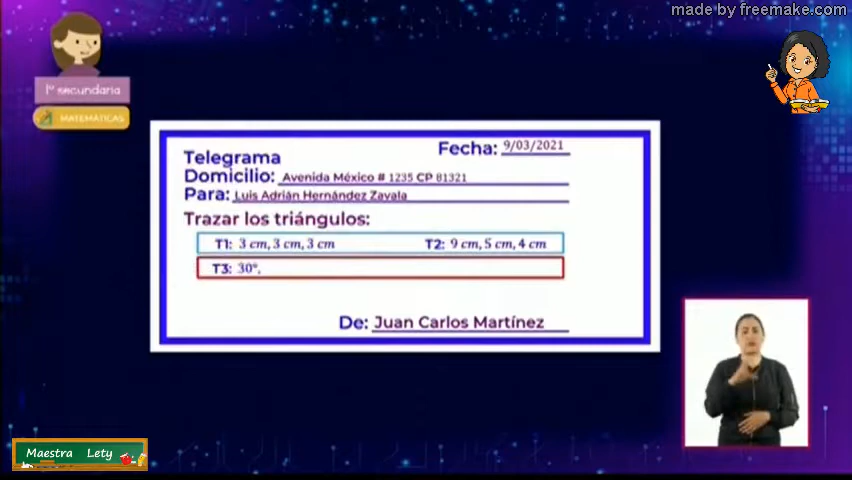 made by freemake.com
1º secundaria
MATEMÁTICAS
Fecha: 9/03/2021
Telegrama
Domicilio: Avenida México # 1235 CP 81321
Para: Luis Adrián Hernández Zavala
Trazar los triángulos:
T1: 3 cm, 3 cm, 3 cm T2: 9 cm, 5 cm, 4 cm
T3: 30°,
De: Juan Carlos Martínez
Maestra Lety